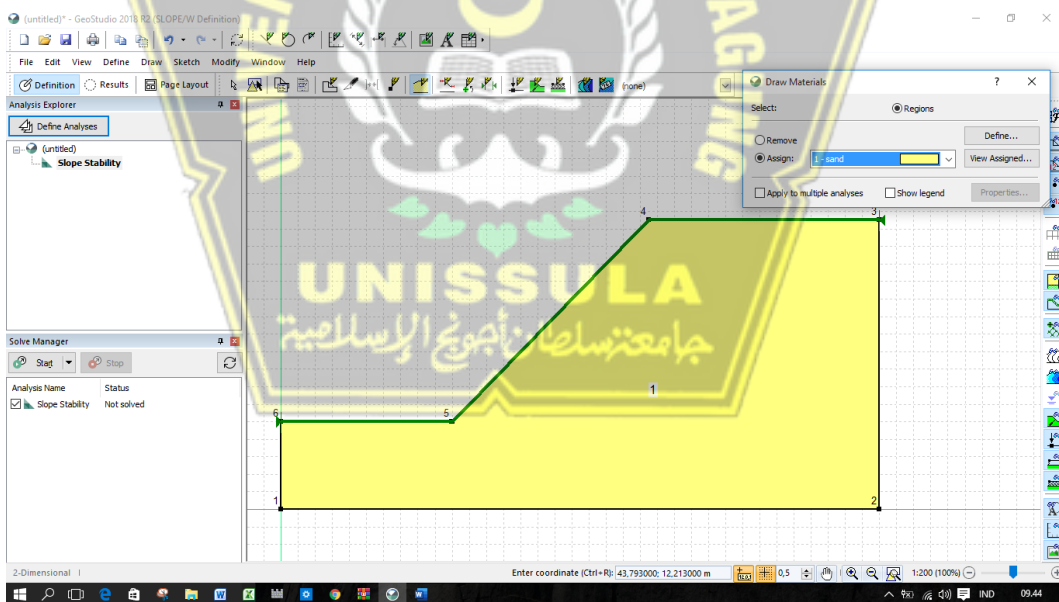 (untitled)* - GeoStudio 2018 R2 (SLOPE/W Definition)
File Edit View Define Draw Sketch Modify Window Help
Definition Results Page Layout (none)
Analysis Explorer
Define Analyses
(untitled)
Slope Stability
Draw Materials ?
Select: Regions
Remove Define...
Assign: 1 - sand View Assigned...
Apply to multiple analyses Show legend Properties...
4 3
UNISSULA
جامعة سلطان أجونج الإسلامية
Solve Manager
Start Stop
Analysis Name Status
Slope Stability Not solved
1
6 5
1 2
2-Dimensional Enter coordinate (Ctrl+R): 43,793000; 12,213000 m 0,5 1:200 (100%)
IND 09.44